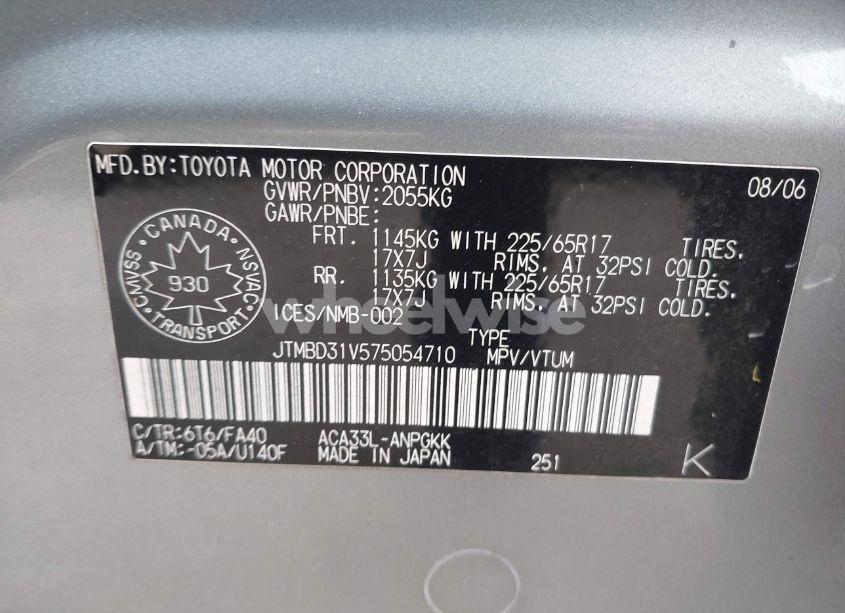 MFD.BY:TOYOTA MOTOR CORPORATION 08/06
GVWR/PNBV:2055KG
GAWR/PNBE:
FRT. 1145KG WITH 225/65R17 TIRES,
17X7J RIMS, AT 32PSI COLD.
RR. 1135KG WITH 225/65R17 TIRES,
17X7J RIMS, AT 32PSI COLD.
ICES/NMB-002
CANADA
CMVSS 930 NSVAC
TRANSPORT
wheelwise
TYPE
JTMBD31V575054710 MPV/VTUM
C/TR:6T6/FA40 ACA33L-ANPGKK
A/TM:-05A/U140F MADE IN JAPAN 251 K